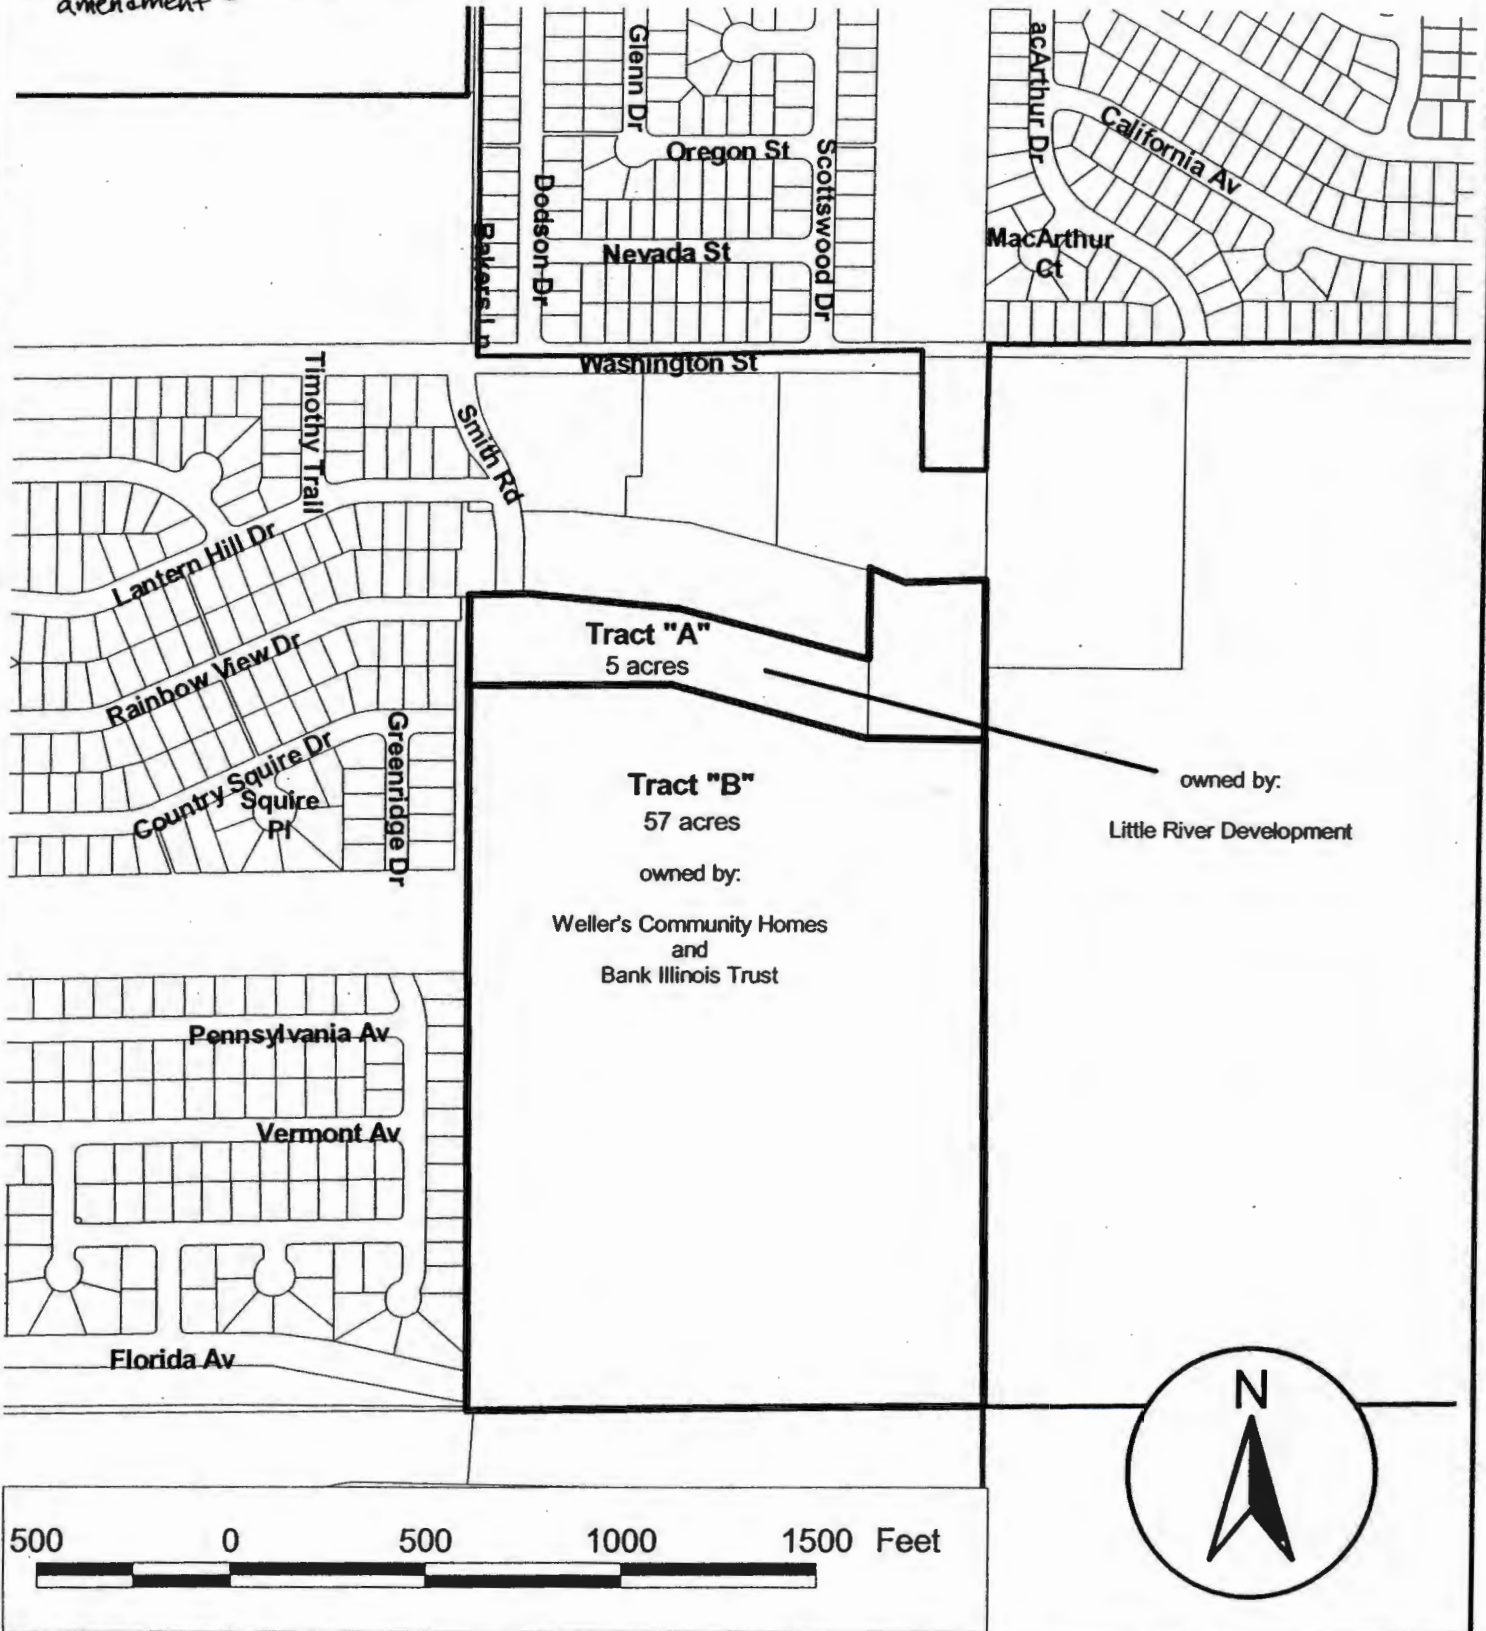 amendment
Glenn Dr
acArthur Dr
California Av
Oregon St
Scottswood Dr
Dodson Dr
Bakers Ln
Nevada St
MacArthur
Ct
Washington St
Timothy Trail
Smith Rd
Lantern Hill Dr
Tract "A"
5 acres
Rainbow View Dr
Greenridge Dr
Country Squire Dr
Squire
Pl
Tract "B"
57 acres
owned by:
Weller's Community Homes
and
Bank Illinois Trust
owned by:
Little River Development
Pennsylvania Av
Vermont Av
Florida Av
N
500 0 500 1000 1500 Feet